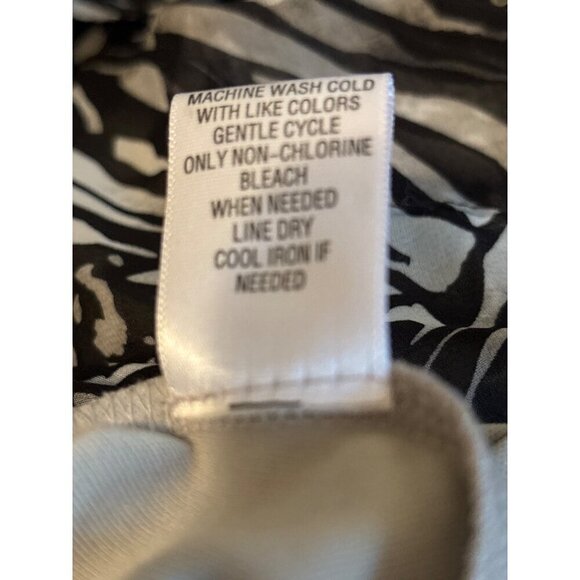 MACHINE WASH COLD
WITH LIKE COLORS
GENTLE CYCLE
ONLY NON-CHLORINE
BLEACH
WHEN NEEDED
LINE DRY
COOL IRON IF
NEEDED